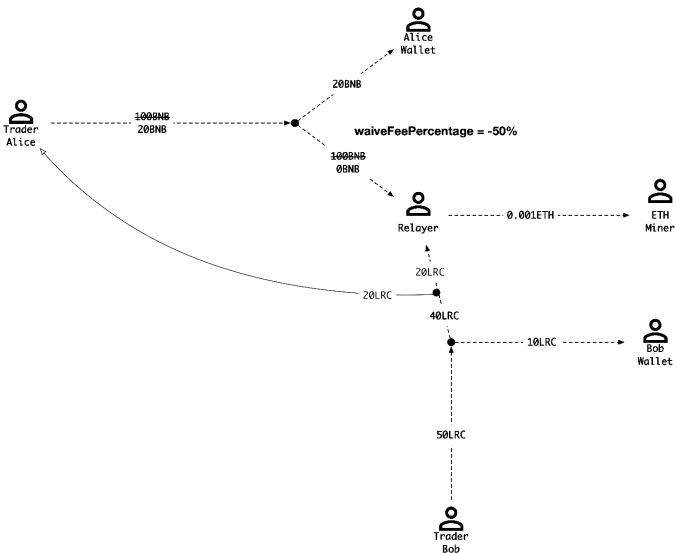 Alice
Wallet
20BNB
100BNB
20BNB
waiveFeePercentage = -50%
Trader
Alice
100BNB
0BNB
Relayer
0.001ETH
ETH
Miner
20LRC
20LRC
40LRC
10LRC
Bob
Wallet
50LRC
Trader
Bob